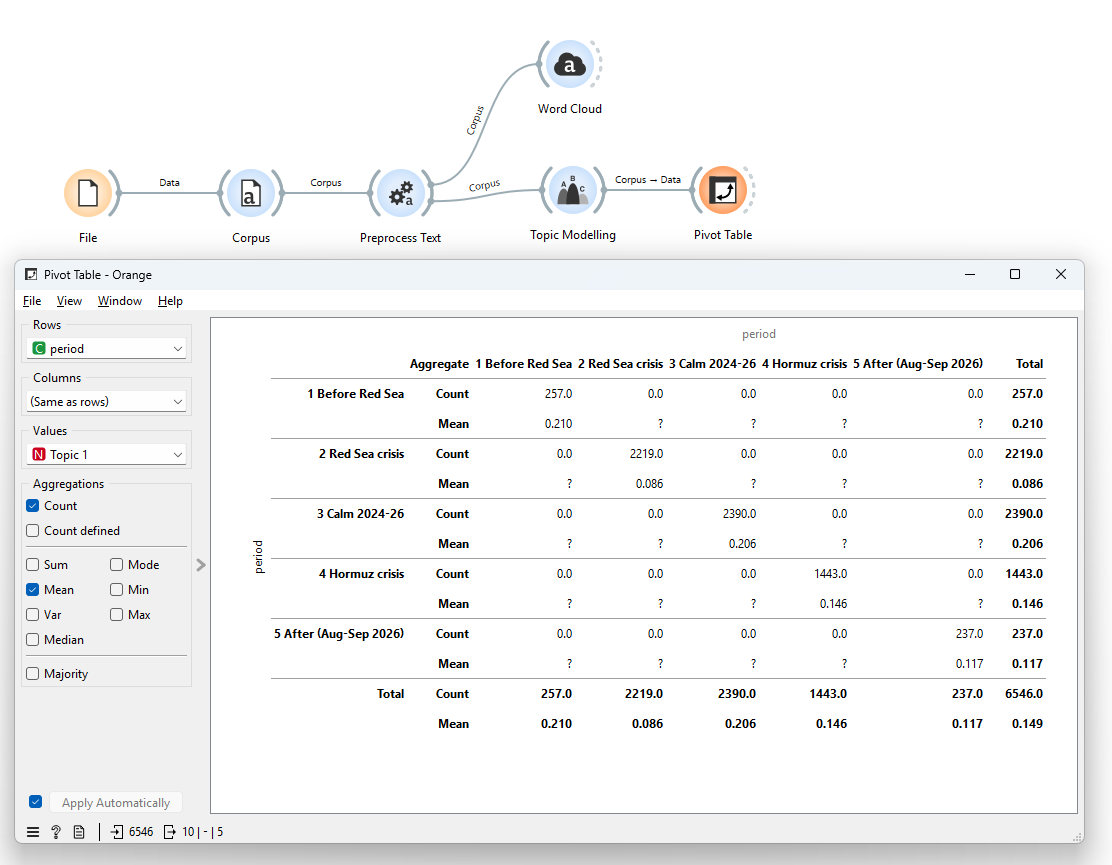 a
Word Cloud
Corpus
Data
Corpus
Corpus
Corpus → Data
a
a
A B C
File
Corpus
Preprocess Text
Topic Modelling
Pivot Table
Pivot Table - Orange
File View Window Help
Rows
C period
Columns
(Same as rows)
Values
N Topic 1
Aggregations
Count
Count defined
Sum Mode
Mean Min
Var Max
Median
Majority
Apply Automatically
? 6546 10 | - | 5
period
Aggregate 1 Before Red Sea 2 Red Sea crisis 3 Calm 2024-26 4 Hormuz crisis 5 After (Aug-Sep 2026) Total
period
1 Before Red Sea Count 257.0 0.0 0.0 0.0 0.0 257.0
Mean 0.210 ? ? ? ? 0.210
2 Red Sea crisis Count 0.0 2219.0 0.0 0.0 0.0 2219.0
Mean ? 0.086 ? ? ? 0.086
3 Calm 2024-26 Count 0.0 0.0 2390.0 0.0 0.0 2390.0
Mean ? ? 0.206 ? ? 0.206
4 Hormuz crisis Count 0.0 0.0 0.0 1443.0 0.0 1443.0
Mean ? ? ? 0.146 ? 0.146
5 After (Aug-Sep 2026) Count 0.0 0.0 0.0 0.0 237.0 237.0
Mean ? ? ? ? 0.117 0.117
Total Count 257.0 2219.0 2390.0 1443.0 237.0 6546.0
Mean 0.210 0.086 0.206 0.146 0.117 0.149